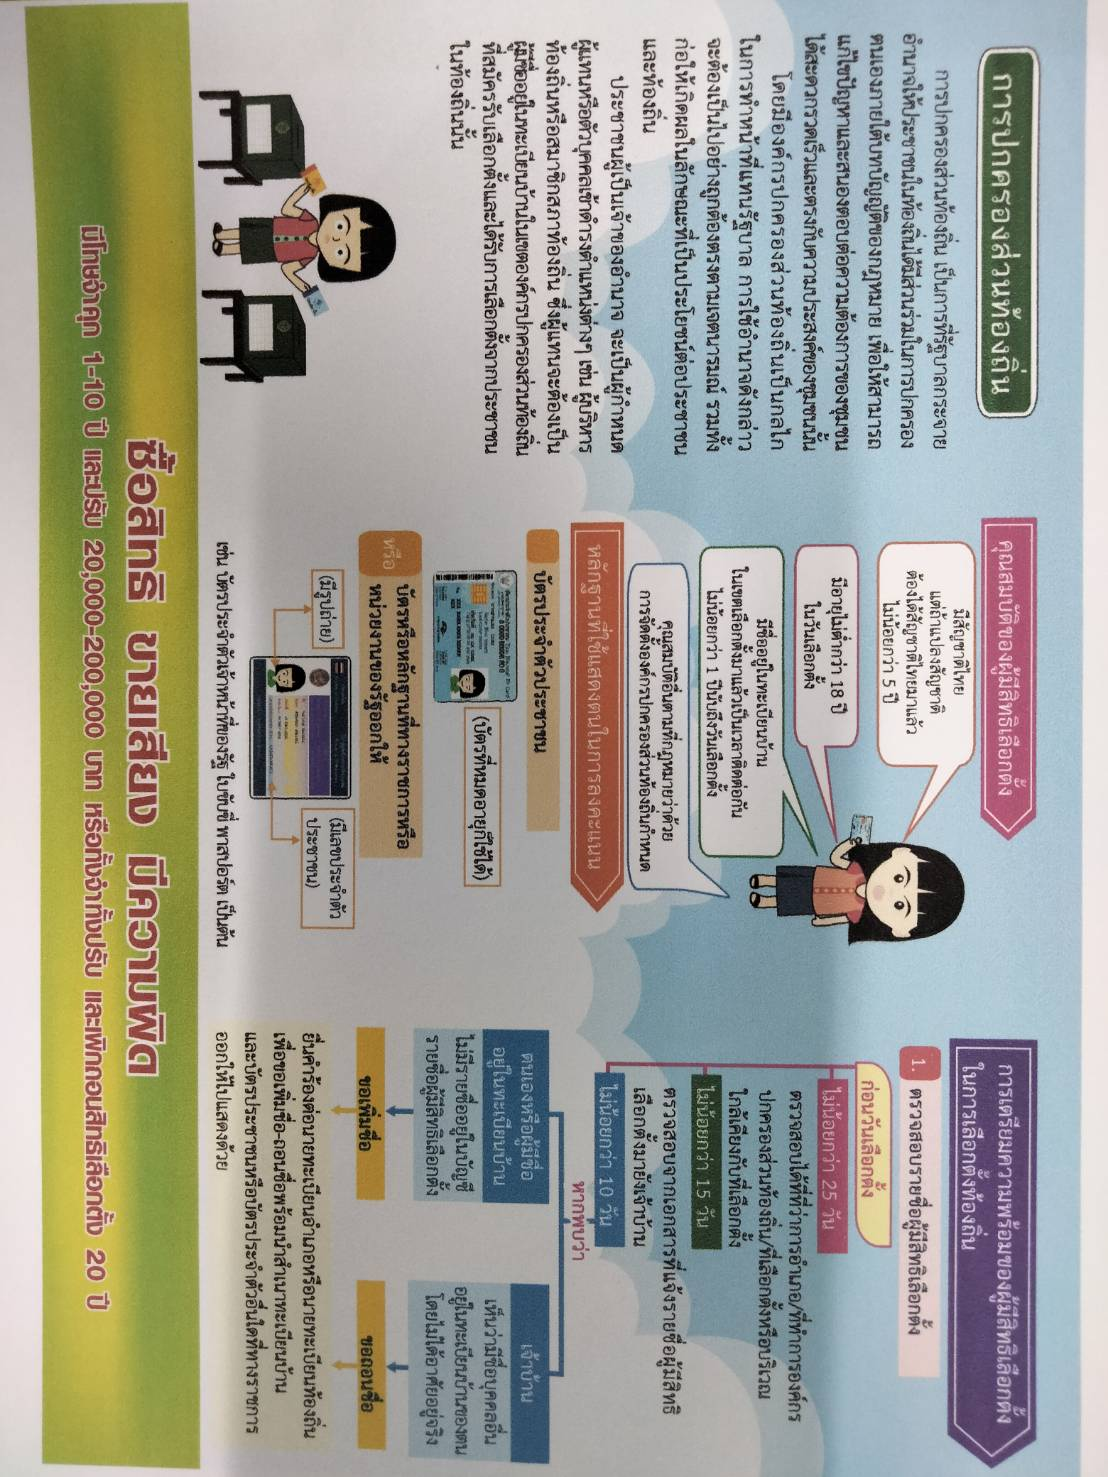 การปกครองส่วนท้องถิ่น
การปกครองส่วนท้องถิ่น เป็นการที่รัฐบาลกระจาย
อำนาจให้ประชาชนในท้องถิ่นได้มีส่วนร่วมในการปกครอง
ตนเองภายใต้บทบัญญัติของกฎหมาย เพื่อให้สามารถ
แก้ไขปัญหาและสนองตอบต่อความต้องการของชุมชน
ได้สะดวกรวดเร็วและตรงกับความประสงค์ของชุมชนนั้น
โดยมีองค์กรปกครองส่วนท้องถิ่นเป็นกลไก
ในการทำหน้าที่แทนรัฐบาล การใช้อำนาจดังกล่าว
จะต้องเป็นไปอย่างถูกต้องตรงตามเจตนารมณ์ รวมทั้ง
ก่อให้เกิดผลในลักษณะที่เป็นประโยชน์ต่อประชาชน
และท้องถิ่น
ประชาชนผู้เป็นเจ้าของอำนาจ จะเป็นผู้กำหนด
ผู้แทนหรือตัวบุคคลเข้าดำรงตำแหน่งต่างๆ เช่น ผู้บริหาร
ท้องถิ่นหรือสมาชิกสภาท้องถิ่น ซึ่งผู้แทนจะต้องเป็น
ผู้มีชื่ออยู่ในทะเบียนบ้านในเขตองค์กรปกครองส่วนท้องถิ่น
ที่สมัครรับเลือกตั้งและได้รับการเลือกตั้งจากประชาชน
ในท้องถิ่นนั้น
คุณสมบัติของผู้มีสิทธิเลือกตั้ง
มีสัญชาติไทย
แต่ถ้าแปลงสัญชาติ
ต้องได้สัญชาติไทยมาแล้ว
ไม่น้อยกว่า 5 ปี
มีอายุไม่ต่ำกว่า 18 ปี
ในวันเลือกตั้ง
มีชื่ออยู่ในทะเบียนบ้าน
ในเขตเลือกตั้งมาแล้วเป็นเวลาติดต่อกัน
ไม่น้อยกว่า 1 ปีนับถึงวันเลือกตั้ง
คุณสมบัติอื่นตามที่กฎหมายว่าด้วย
การจัดตั้งองค์กรปกครองส่วนท้องถิ่นกำหนด
หลักฐานที่ใช้แสดงตนในการลงคะแนน
บัตรประจำตัวประชาชน
(บัตรที่หมดอายุก็ใช้ได้)
หรือ
บัตรหรือหลักฐานที่ทางราชการหรือ
หน่วยงานของรัฐออกให้
(มีรูปถ่าย)
(มีเลขประจำตัว
ประชาชน)
เช่น บัตรประจำตัวเจ้าหน้าที่ของรัฐ ใบขับขี่ พาสปอร์ต เป็นต้น
การเตรียมความพร้อมของผู้มีสิทธิเลือกตั้ง
ในการเลือกตั้งท้องถิ่น
1. ตรวจสอบรายชื่อผู้มีสิทธิเลือกตั้ง
ก่อนวันเลือกตั้ง
ไม่น้อยกว่า 25 วัน
ตรวจสอบได้ที่ที่ว่าการอำเภอ/ที่ทำการองค์กร
ปกครองส่วนท้องถิ่น/ที่เลือกตั้งหรือบริเวณ
ใกล้เคียงกับที่เลือกตั้ง
ไม่น้อยกว่า 15 วัน
ตรวจสอบจากเอกสารที่แจ้งรายชื่อผู้มีสิทธิ
เลือกตั้งมายังเจ้าบ้าน
ไม่น้อยกว่า 10 วัน
หากพบว่า
ตนเองหรือผู้มีชื่อ
อยู่ในทะเบียนบ้าน
ไม่มีรายชื่ออยู่ในบัญชี
รายชื่อผู้มีสิทธิเลือกตั้ง
ขอเพิ่มชื่อ
เจ้าบ้าน
เห็นว่ามีชื่อบุคคลอื่น
อยู่ในทะเบียนบ้านของตน
โดยไม่ได้อาศัยอยู่จริง
ขอถอนชื่อ
ยื่นคำร้องต่อนายทะเบียนอำเภอหรือนายทะเบียนท้องถิ่น
เพื่อขอเพิ่มชื่อ-ถอนชื่อพร้อมนำสำเนาทะเบียนบ้าน
และบัตรประชาชนหรือบัตรประจำตัวอื่นใดที่ทางราชการ
ออกให้ไปแสดงด้วย
ซื้อสิทธิ ขายเสียง มีความผิด
มีโทษจำคุก 1-10 ปี และปรับ 20,000-200,000 บาท หรือทั้งจำทั้งปรับ และเพิกถอนสิทธิเลือกตั้ง 20 ปี